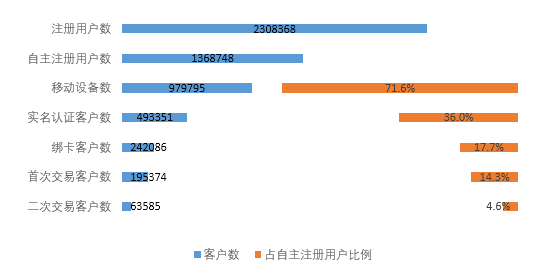 注册用户数 2308368
自主注册用户数 1368748
移动设备数 979795 71.6%
实名认证客户数 493351 36.0%
绑卡客户数 242086 17.7%
首次交易客户数 195374 14.3%
二次交易客户数 63585 4.6%
客户数 占自主注册用户比例